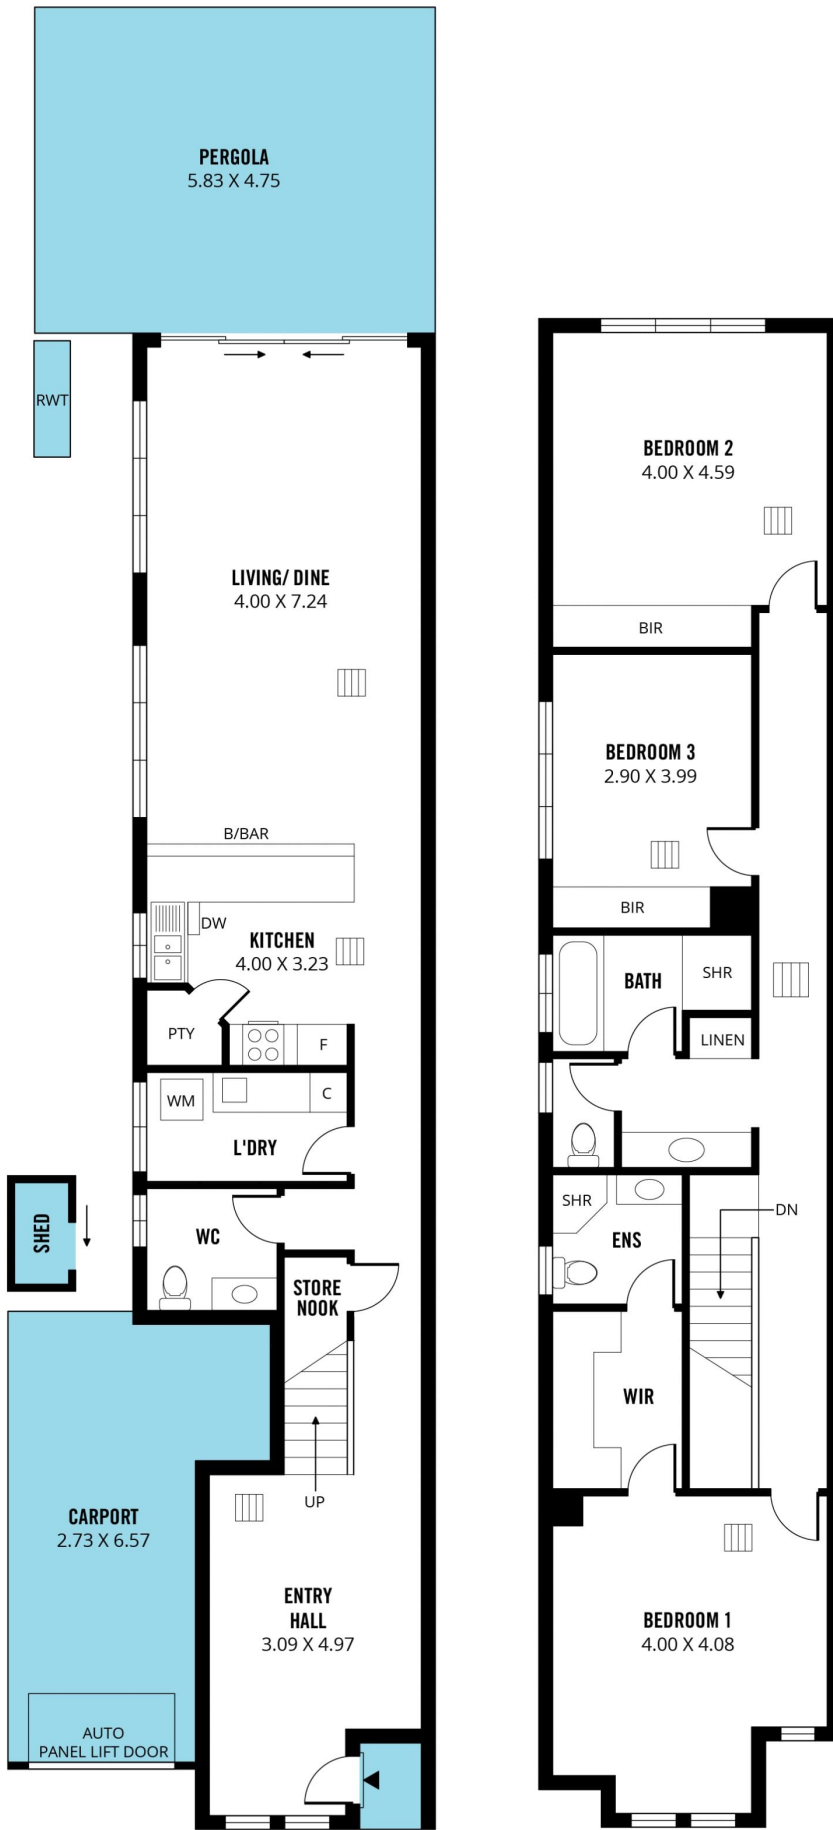 PERGOLA
5.83 X 4.75
RWT
LIVING/ DINE
4.00 X 7.24
B/BAR
DW
KITCHEN
4.00 X 3.23
PTY
F
WM
C
L'DRY
SHED
WC
STORE
NOOK
UP
CARPORT
2.73 X 6.57
ENTRY
HALL
3.09 X 4.97
AUTO
PANEL LIFT DOOR
BEDROOM 2
4.00 X 4.59
BIR
BEDROOM 3
2.90 X 3.99
BIR
BATH
SHR
LINEN
SHR
ENS
DN
WIR
BEDROOM 1
4.00 X 4.08